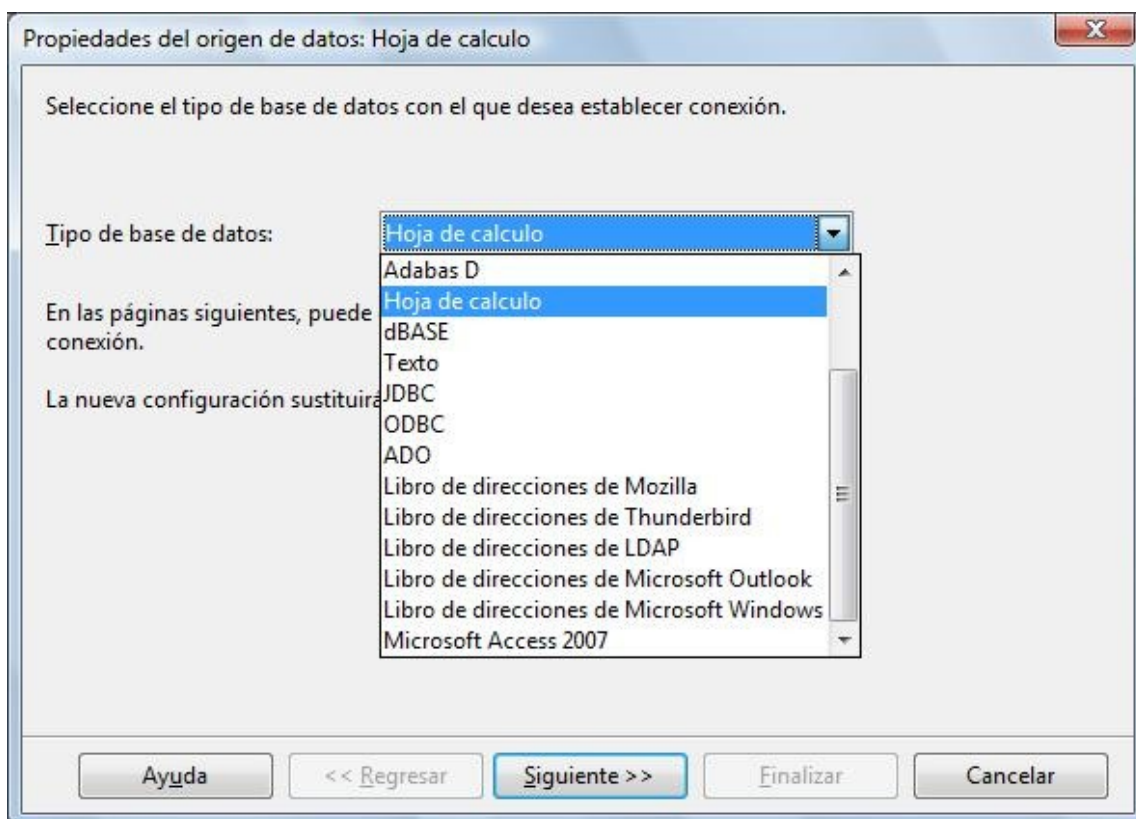 Propiedades del origen de datos: Hoja de calculo
Seleccione el tipo de base de datos con el que desea establecer conexión.
Tipo de base de datos:
Hoja de calculo
Adabas D
Hoja de calculo
dBASE
Texto
JDBC
ODBC
ADO
Libro de direcciones de Mozilla
Libro de direcciones de Thunderbird
Libro de direcciones de LDAP
Libro de direcciones de Microsoft Outlook
Libro de direcciones de Microsoft Windows
Microsoft Access 2007
En las páginas siguientes, puede
conexión.
La nueva configuración sustituirá
Ayuda
<< Regresar
Siguiente >>
Finalizar
Cancelar